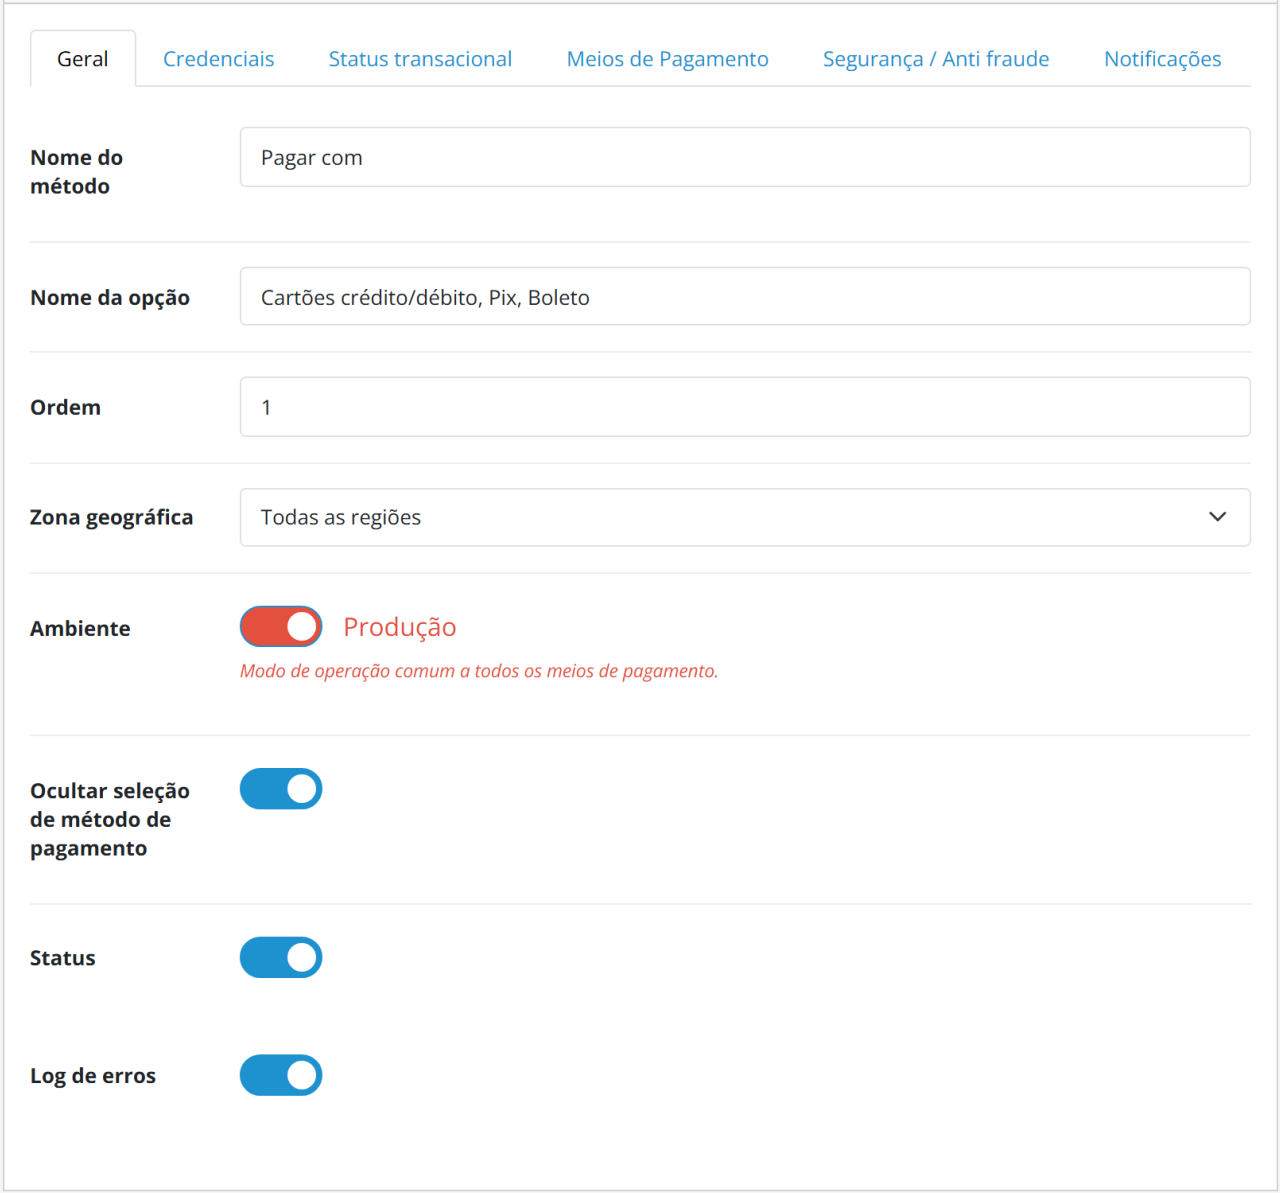 Geral Credenciais Status transacional Meios de Pagamento Segurança / Anti fraude Notificações
Nome do
método
Pagar com
Nome da opção
Cartões crédito/débito, Pix, Boleto
Ordem
1
Zona geográfica
Todas as regiões
Ambiente
Produção
Modo de operação comum a todos os meios de pagamento.
Ocultar seleção
de método de
pagamento
Status
Log de erros